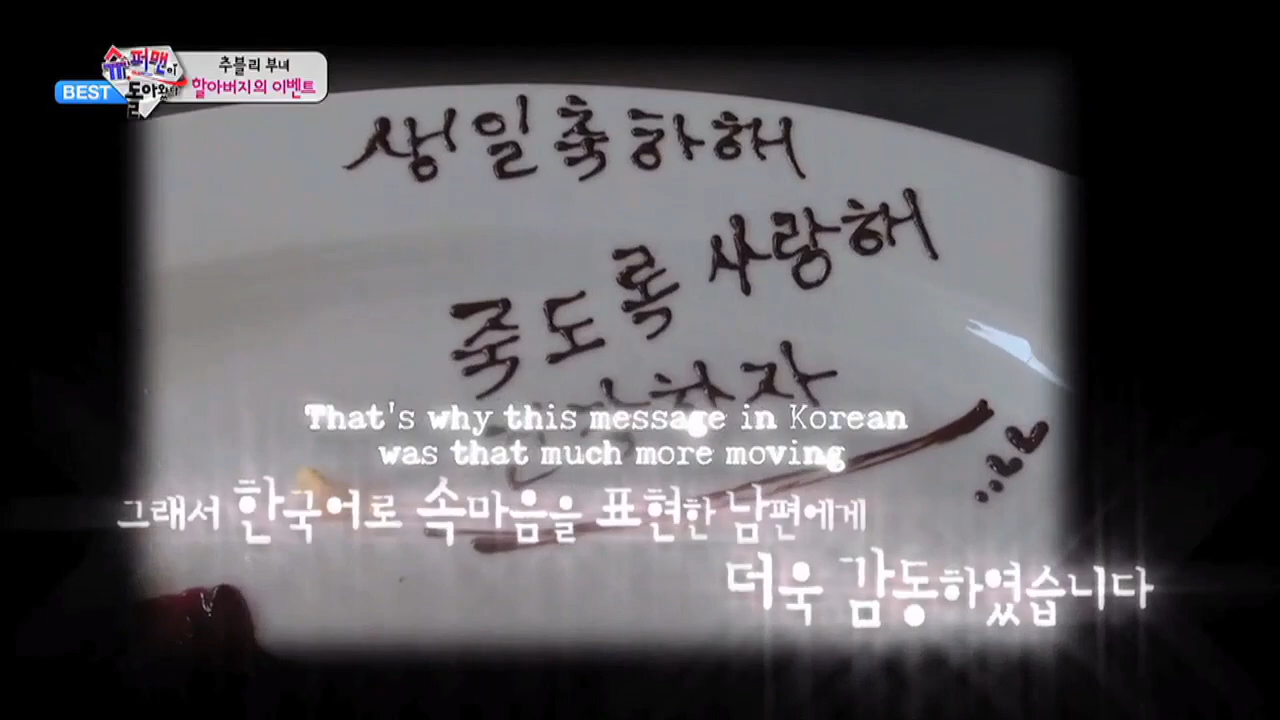 슈퍼맨이
돌아왔다
BEST
추블리 부녀
할아버지의 이벤트
생일축하해
죽도록 사랑해
That's why this message in Korean
was that much more moving
그래서 한국어로 속마음을 표현한 남편에게
더욱 감동하였습니다